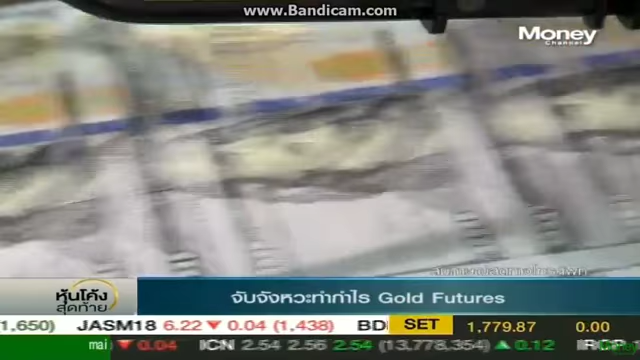 www.Bandicam.com
Money
Channel
หุ้นโค้ง
สุดท้าย
จับจังหวะทำกำไร Gold Futures
1,650) JASM18 6.22 ▼ 0.04 (1,438) BD
SET 1,779.87 0.00
mai ▼ 0.04 ICN 2.54 2.56 2.54 (13,778,354) ▲ 0.12